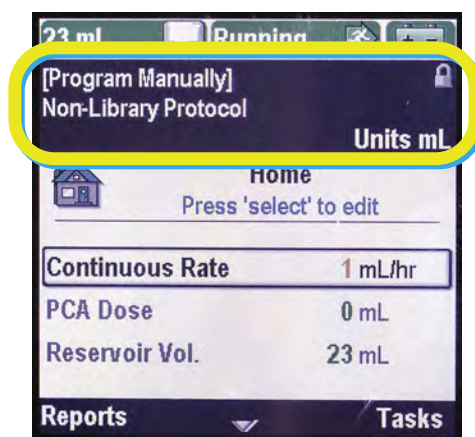 23 ml Running
[Program Manually]
Non-Library Protocol
Units mL
Home
Press 'select' to edit
Continuous Rate 1 mL/hr
PCA Dose 0 mL
Reservoir Vol. 23 mL
Reports Tasks